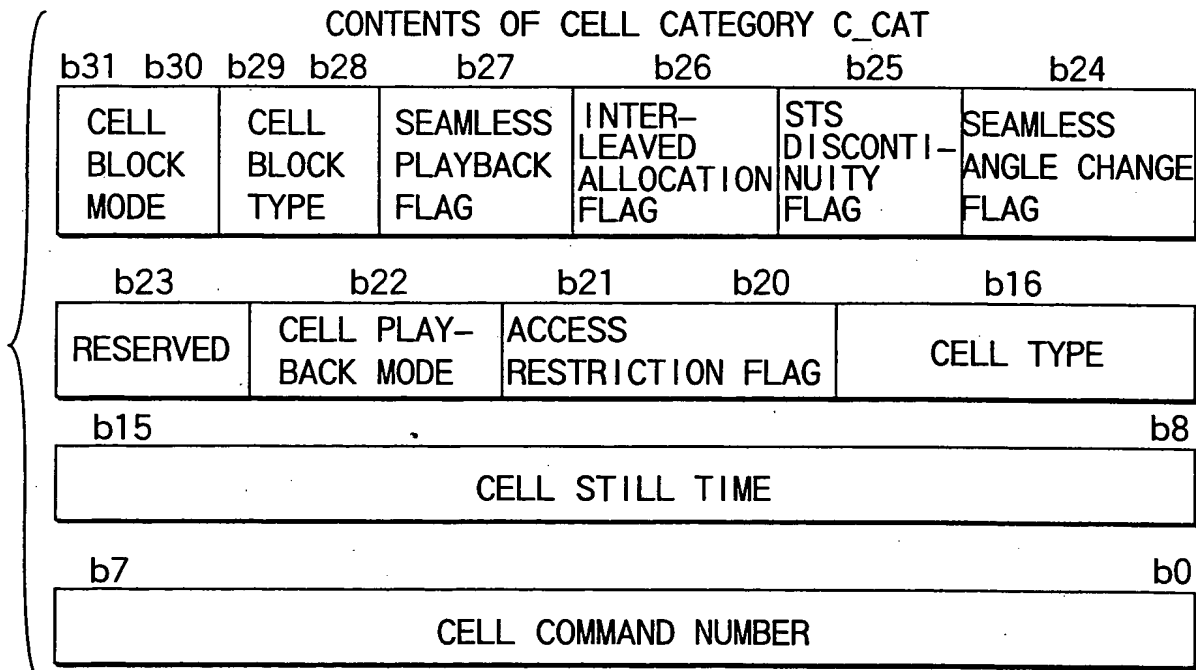 CONTENTS OF CELL CATEGORY C_CAT
b31 b30 b29 b28 b27 b26 b25 b24
CELL
BLOCK
MODE
CELL
BLOCK
TYPE
SEAMLESS
PLAYBACK
FLAG
INTER-
LEAVED
ALLOCATION
FLAG
STS
DISCONTI-
NUITY
FLAG
SEAMLESS
ANGLE CHANGE
FLAG
b23 b22 b21 b20 b16
RESERVED
CELL PLAY-
BACK MODE
ACCESS
RESTRICTION FLAG
CELL TYPE
b15 b8
CELL STILL TIME
b7 b0
CELL COMMAND NUMBER